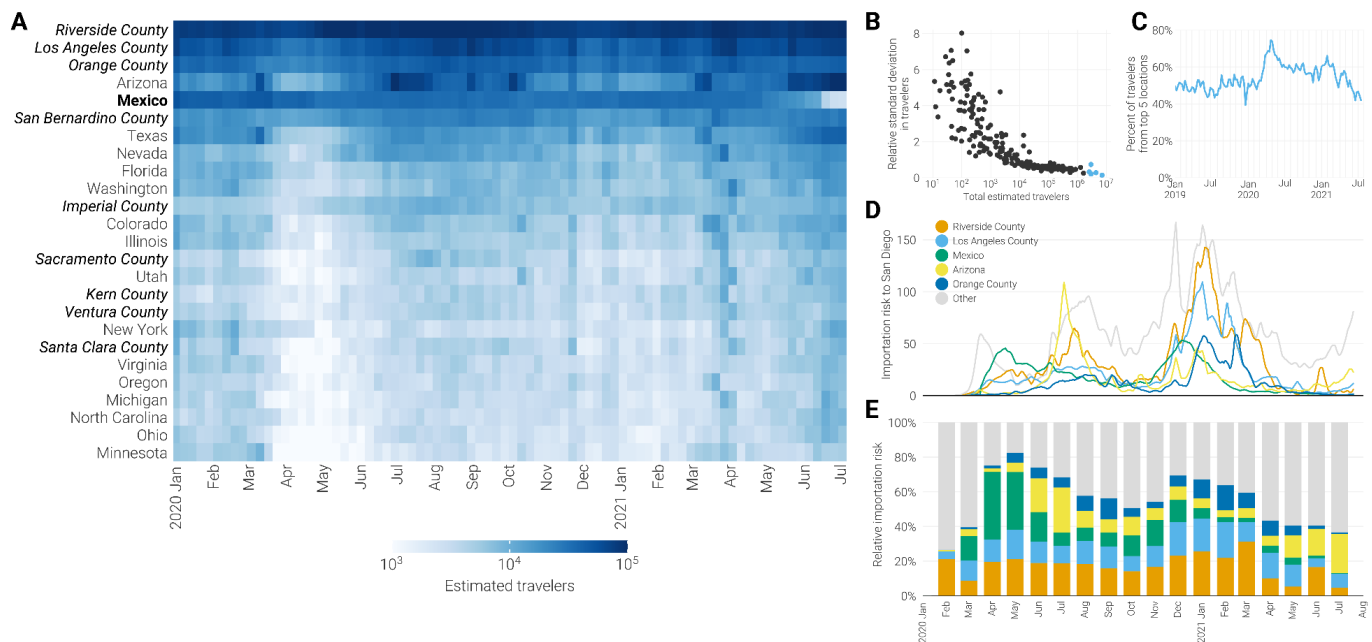 A
Riverside County
Los Angeles County
Orange County
Arizona
Mexico
San Bernardino County
Texas
Nevada
Florida
Washington
Imperial County
Colorado
Illinois
Sacramento County
Utah
Kern County
Ventura County
New York
Santa Clara County
Virginia
Oregon
Michigan
North Carolina
Ohio
Minnesota
2020 Jan
Feb
Mar
Apr
May
Jun
Jul
Aug
Sep
Oct
Nov
Dec
2021 Jan
Feb
Mar
Apr
May
Jun
Jul
10³
10⁴
10⁵
Estimated travelers
B
Relative standard deviation
in travelers
8
6
4
2
0
10¹ 10² 10³ 10⁴ 10⁵ 10⁶ 10⁷
Total estimated travelers
C
Percent of travelers
from top 5 locations
80%
60%
40%
20%
0%
Jan Jul Jan Jul Jan Jul
2019 2020 2021
D
Importation risk to San Diego
150
100
50
0
Riverside County
Los Angeles County
Mexico
Arizona
Orange County
Other
E
Relative importation risk
100%
80%
60%
40%
20%
0%
2020 Jan
Feb
Mar
Apr
May
Jun
Jul
Aug
Sep
Oct
Nov
Dec
2021 Jan
Feb
Mar
Apr
May
Jun
Jul
Aug